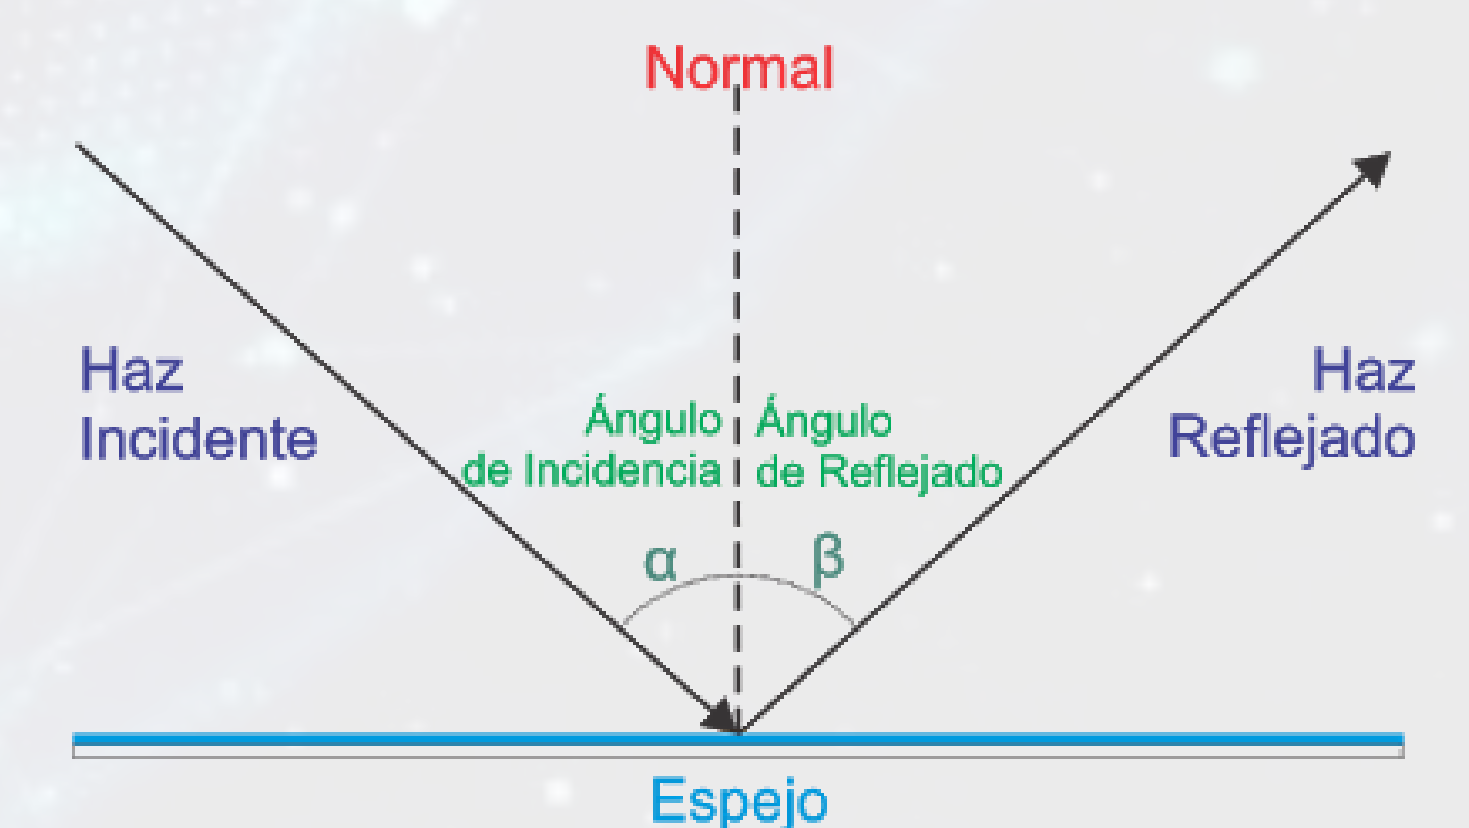 Normal
Haz
Incidente
Ángulo
de Incidencia
Ángulo
de Reflejado
Haz
Reflejado
α
β
Espejo